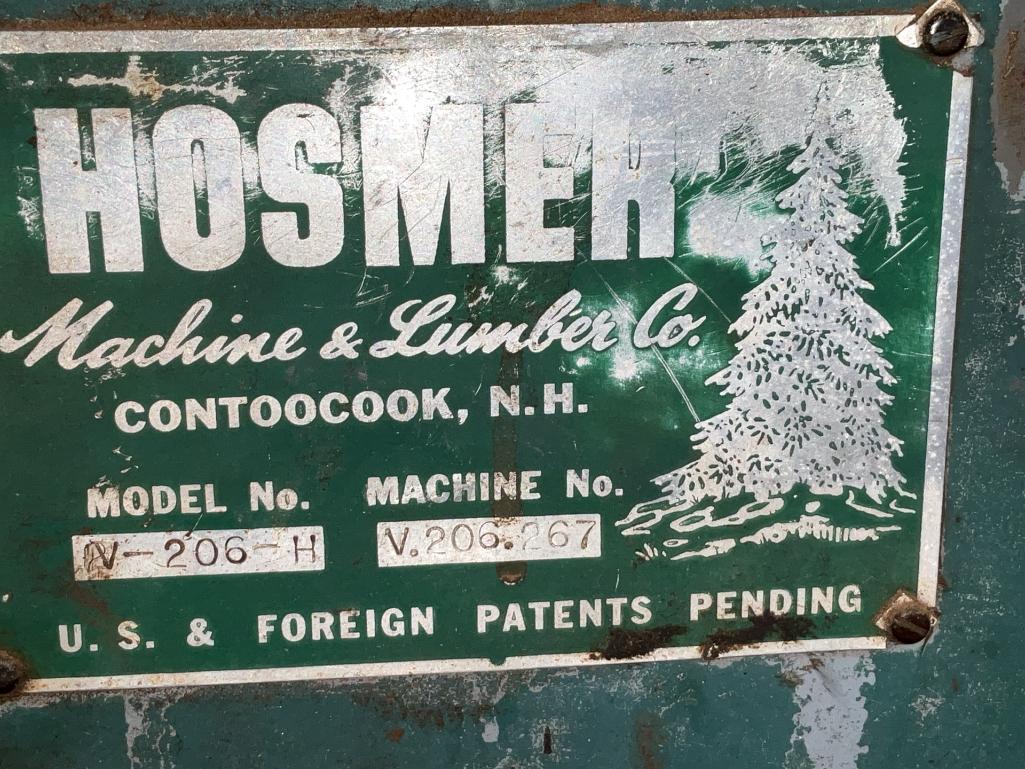 HOSMER
Machine & Lumber Co.
CONTOOCOOK, N.H.
MODEL No. MACHINE No.
V-206-H V.206.267
U. S. & FOREIGN PATENTS PENDING